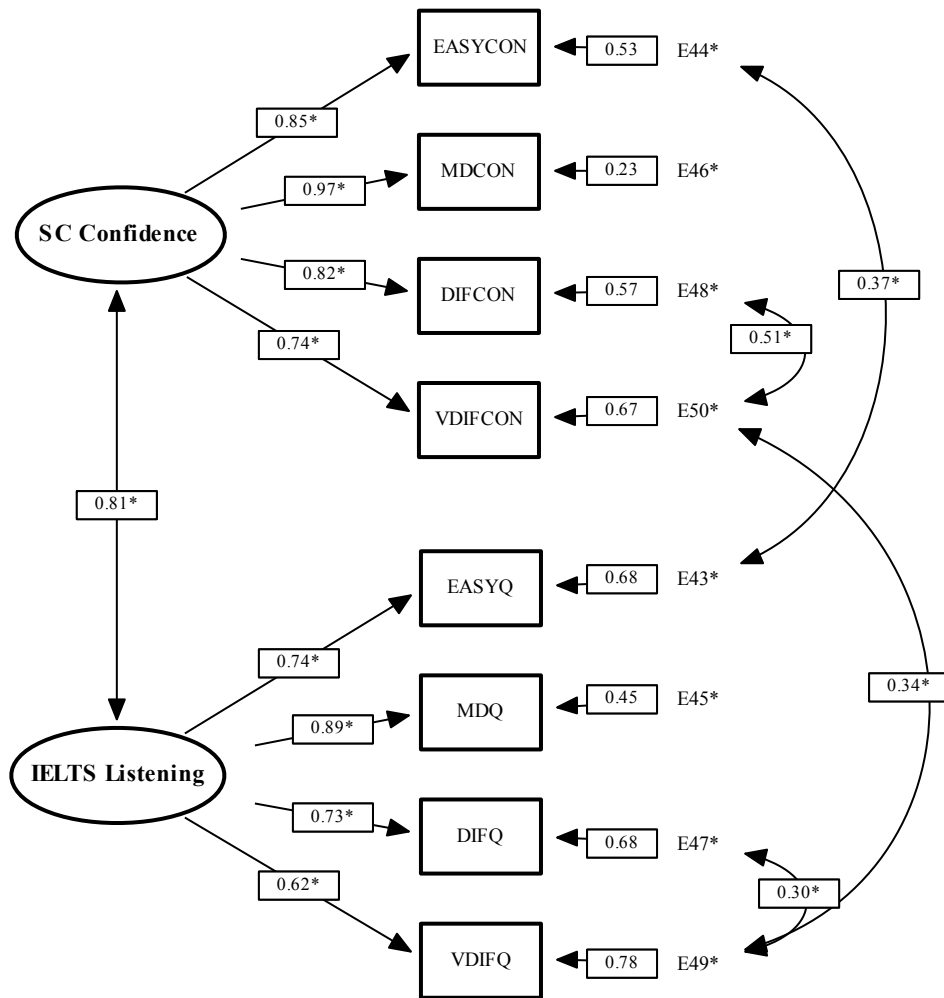 EASYCON
0.53
E44*
0.85*
MDCON
0.23
E46*
0.97*
SC Confidence
0.82*
DIFCON
0.57
E48*
0.37*
0.51*
0.74*
VDIFCON
0.67
E50*
0.81*
EASYQ
0.68
E43*
0.74*
0.34*
MDQ
0.45
E45*
0.89*
IELTS Listening
0.73*
DIFQ
0.68
E47*
0.62*
0.30*
VDIFQ
0.78
E49*